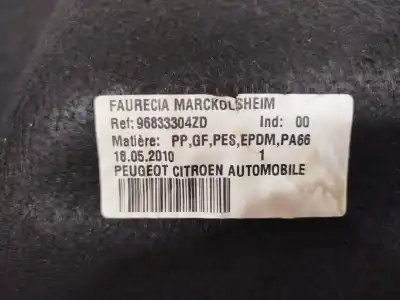 FAURECIA MARCKOLSHEIM
Ref: 96833304ZD Ind: 00
Matière: PP,GF,PES,EPDM,PA66
18.05.2010 1
PEUGEOT CITROEN AUTOMOBILE